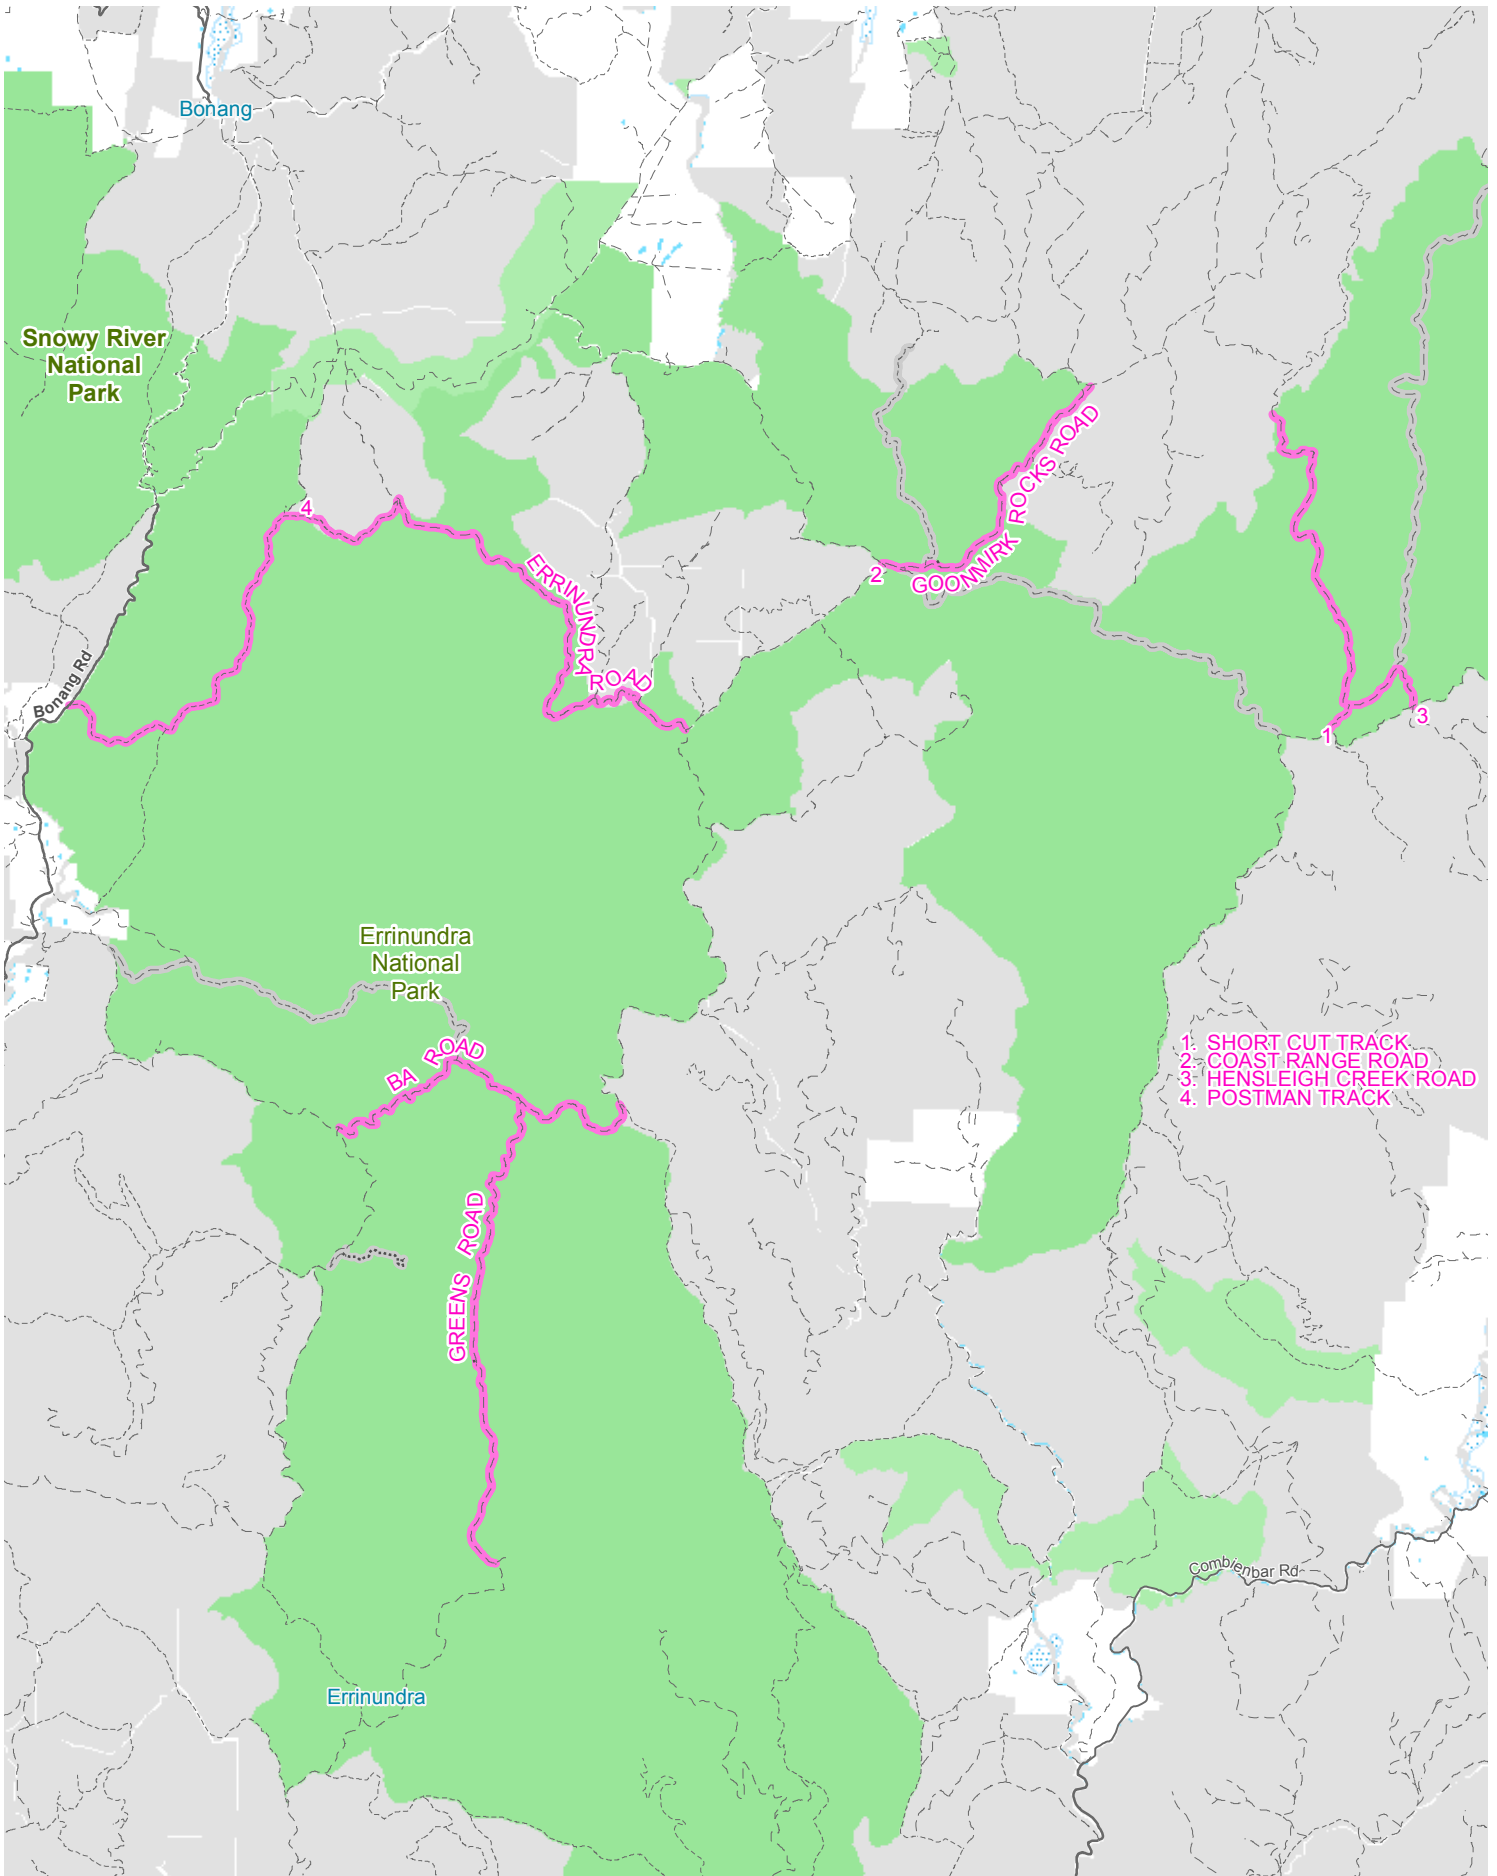 Bonang
Snowy River
National
Park
GOONMIRK ROCKS ROAD
4
ERRINUNDRA ROAD
2
Bonang Rd
3
1
Errinundra
National
Park
BA ROAD
1. SHORT CUT TRACK
2. COAST RANGE ROAD
3. HENSLEIGH CREEK ROAD
4. POSTMAN TRACK
GREENS ROAD
Combienbar Rd
Errinundra